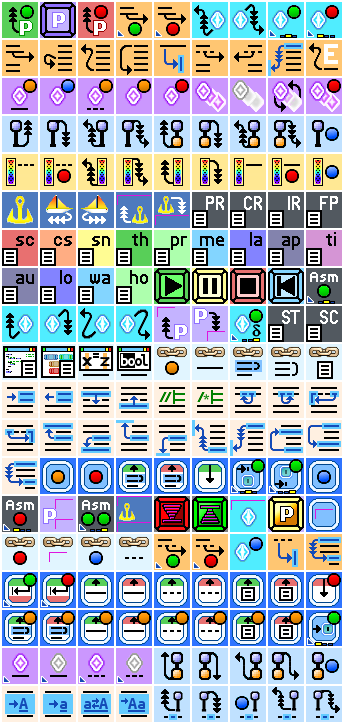 P P P
E
PR CR IR FP
sc cs sn th pr me la ap ti
au lo wa ho Asm
P P δ ST SC
x=z bool
// /*
Asm P Asm P
→A →a a⇄A →Aa